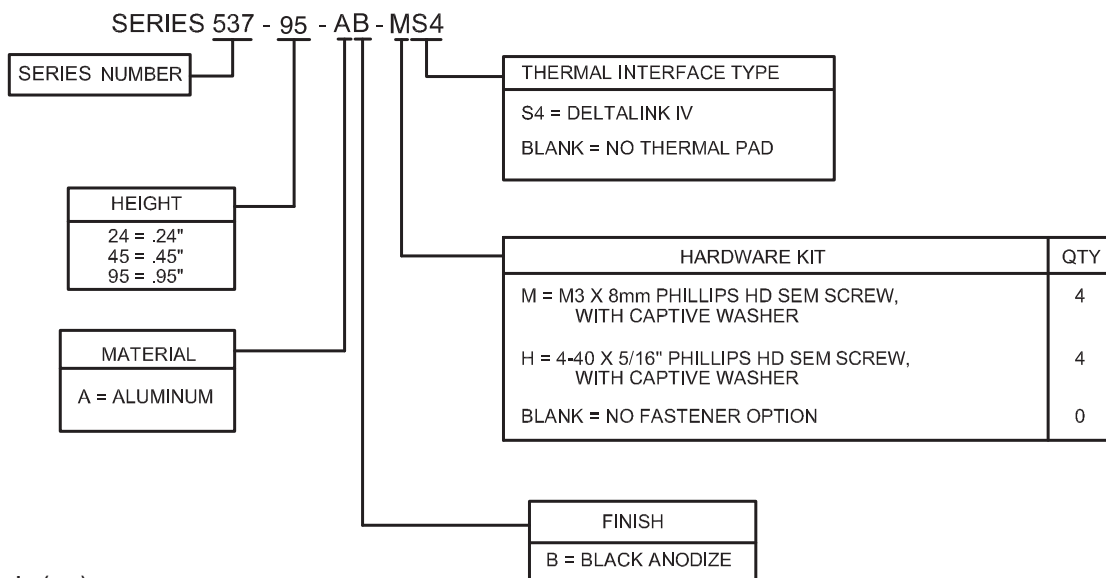 SERIES 537 - 95 - AB - MS4
SERIES NUMBER
THERMAL INTERFACE TYPE
S4 = DELTALINK IV
BLANK = NO THERMAL PAD
HEIGHT
24 = .24"
45 = .45"
95 = .95"
HARDWARE KIT QTY
M = M3 X 8mm PHILLIPS HD SEM SCREW, 4
WITH CAPTIVE WASHER
H = 4-40 X 5/16" PHILLIPS HD SEM SCREW, 4
WITH CAPTIVE WASHER
BLANK = NO FASTENER OPTION 0
MATERIAL
A = ALUMINUM
FINISH
B = BLACK ANODIZE